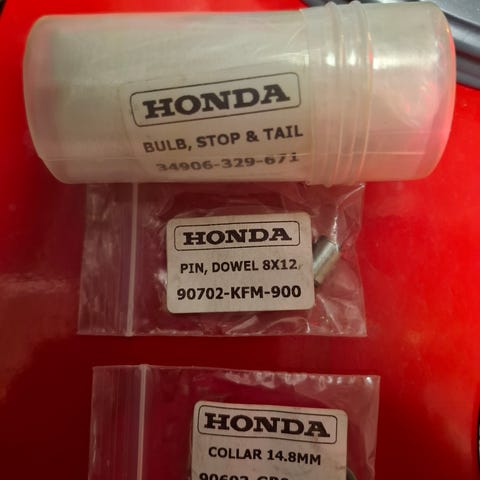 HONDA
BULB, STOP & TAIL
34906-329-671
HONDA
PIN, DOWEL 8X12
90702-KFM-900
HONDA
COLLAR 14.8MM